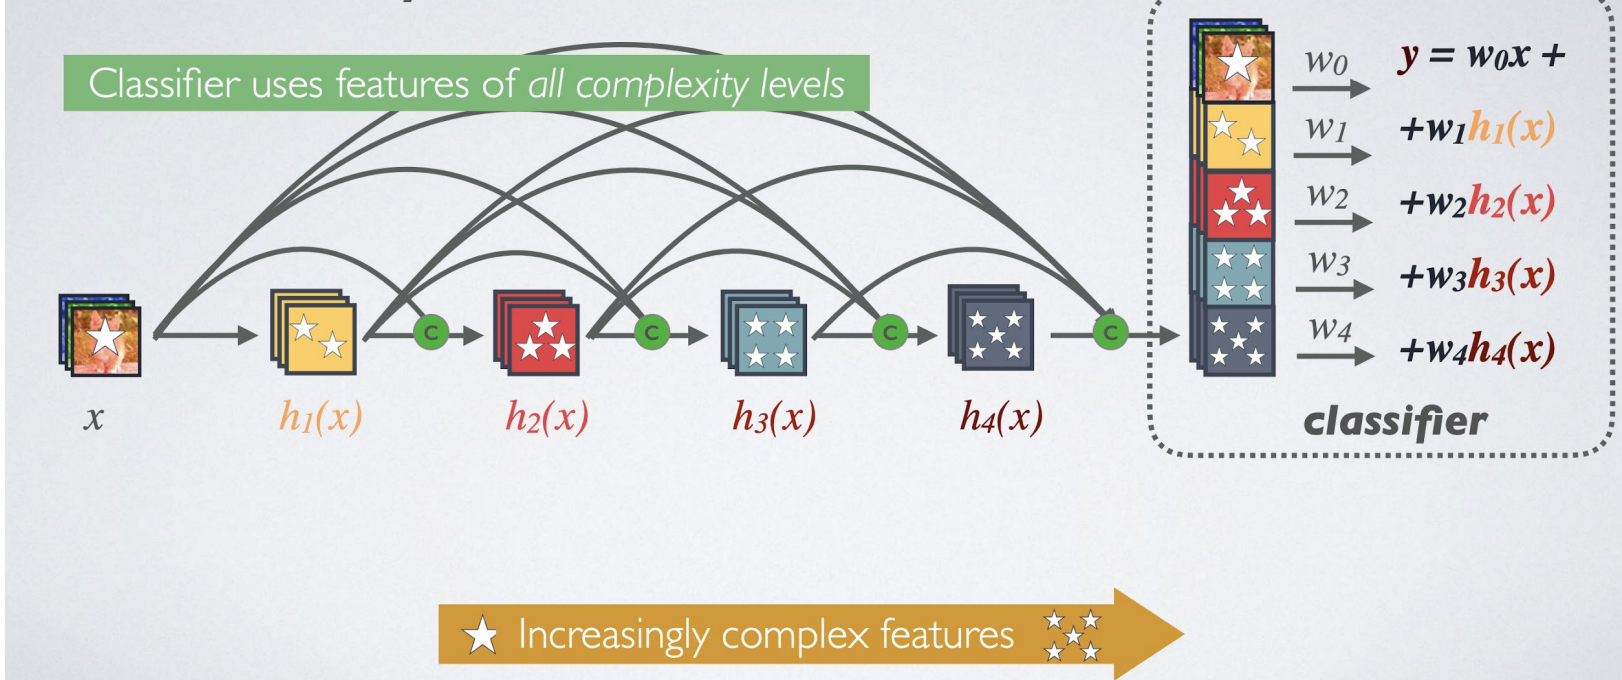 Classifier uses features of all complexity levels
w0 y = w0x +
w1 +w1h1(x)
w2 +w2h2(x)
w3 +w3h3(x)
w4 +w4h4(x)
C C C C
x h1(x) h2(x) h3(x) h4(x)
classifier
Increasingly complex features